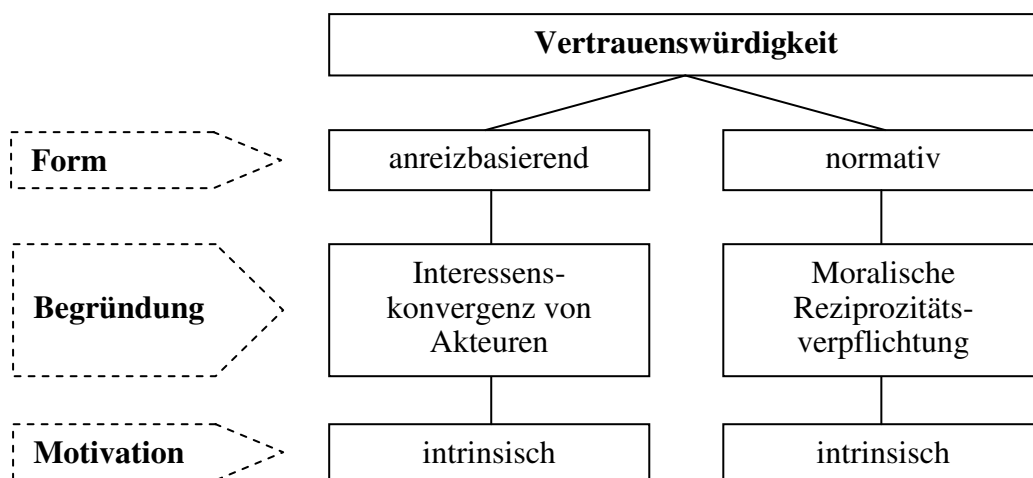 Vertrauenswürdigkeit
Form
anreizbasierend
normativ
Begründung
Interessens-
konvergenz von
Akteuren
Moralische
Reziprozitäts-
verpflichtung
Motivation
intrinsisch
intrinsisch